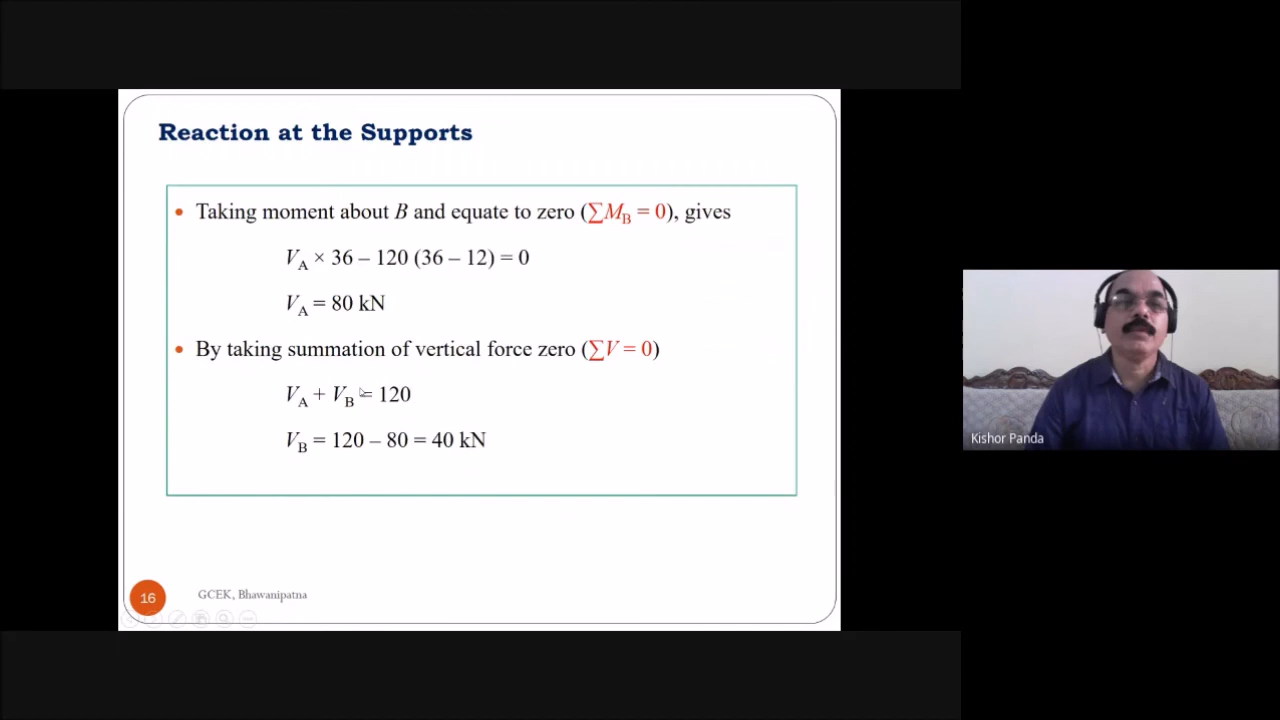 Reaction at the Supports
• Taking moment about B and equate to zero (∑M_B = 0), gives
V_A × 36 – 120 (36 – 12) = 0
V_A = 80 kN
• By taking summation of vertical force zero (∑V = 0)
V_A + V_B = 120
V_B = 120 – 80 = 40 kN
16
GCEK, Bhawanipatna
Kishor Panda